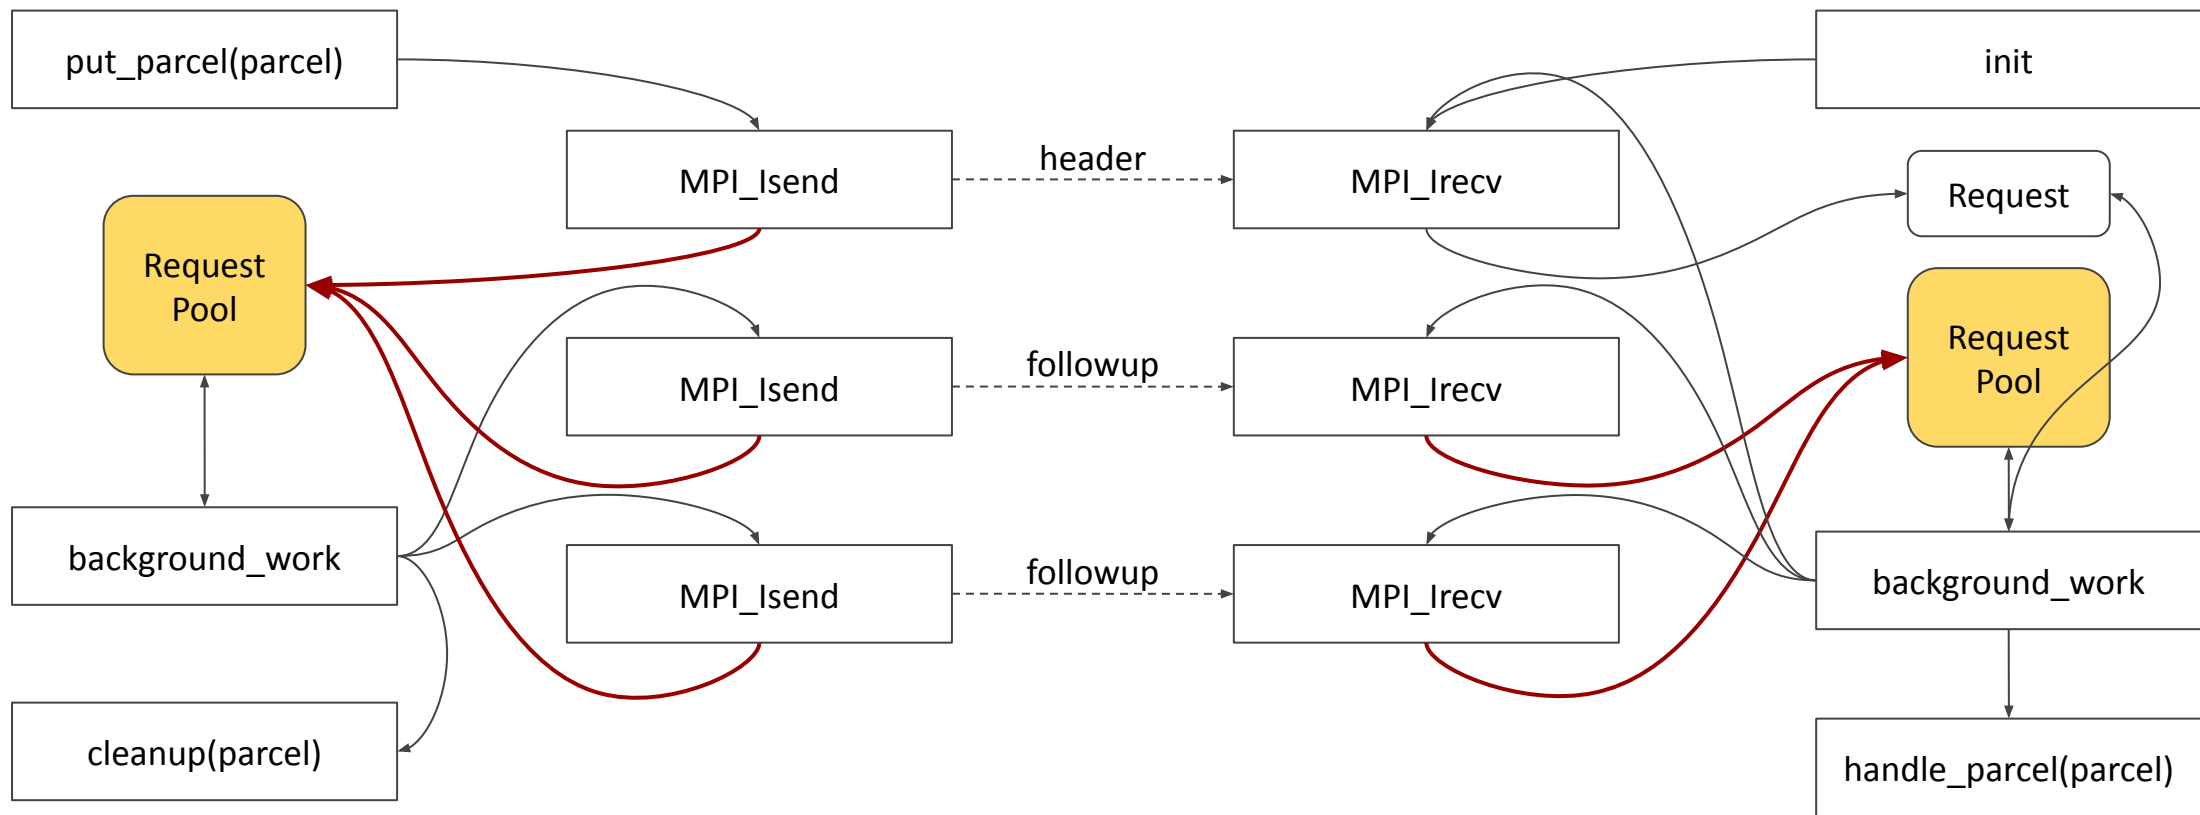 put_parcel(parcel)
init
MPI_Isend
header
MPI_Irecv
Request
Request
Pool
Request
Pool
MPI_Isend
followup
MPI_Irecv
background_work
MPI_Isend
followup
MPI_Irecv
background_work
cleanup(parcel)
handle_parcel(parcel)